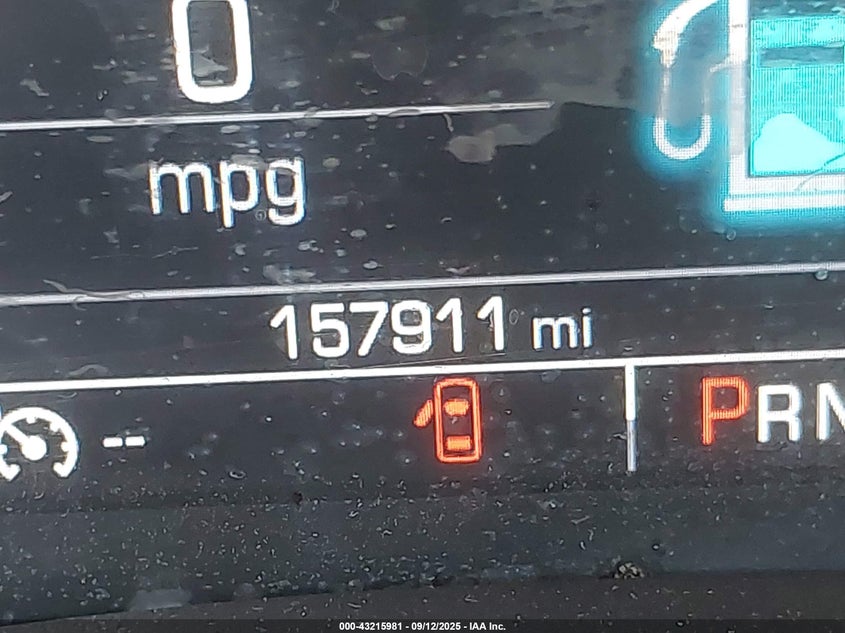 0
mpg
157911 mi
-- PRN
000-43215981 - 09/12/2025 - IAA Inc.